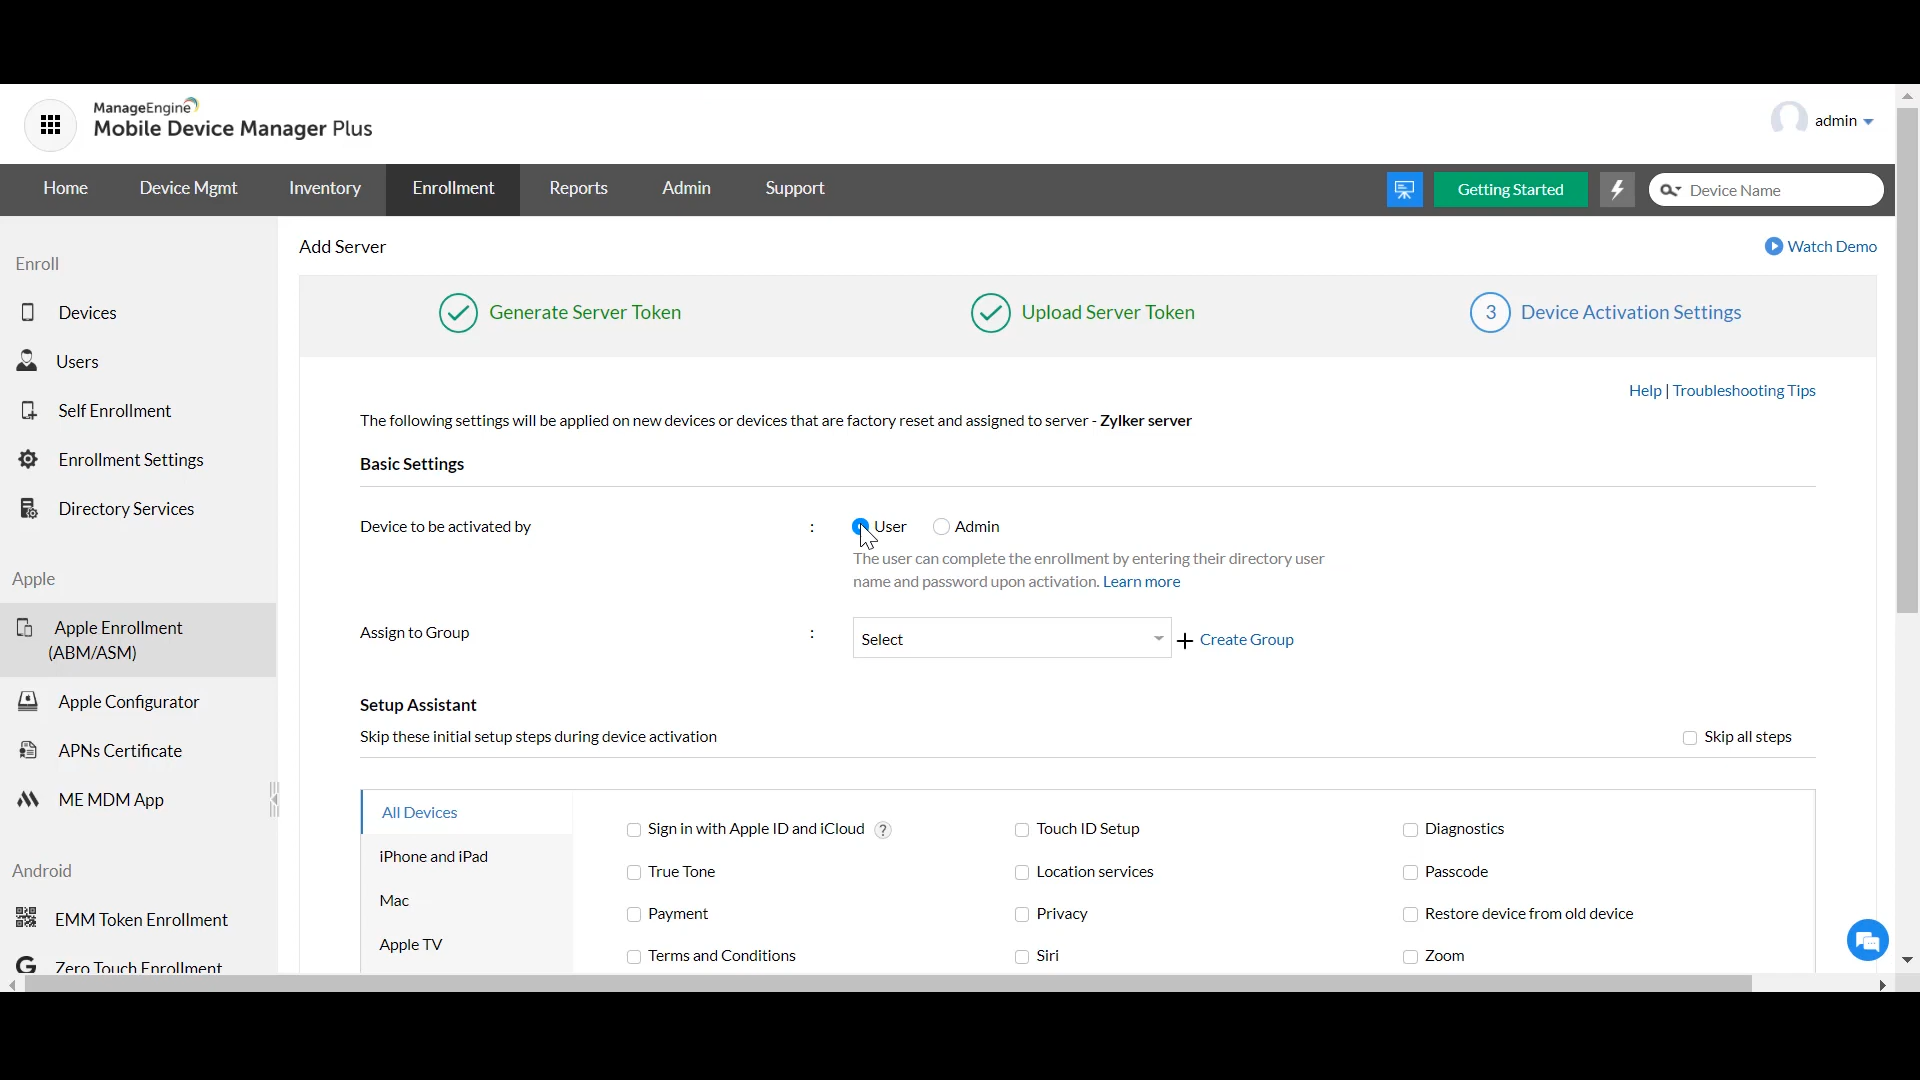 ManageEngine
Mobile Device Manager Plus
admin
Home
Device Mgmt
Inventory
Enrollment
Reports
Admin
Support
Getting Started
Device Name
Enroll
Devices
Users
Self Enrollment
Enrollment Settings
Directory Services
Apple
Apple Enrollment
(ABM/ASM)
Apple Configurator
APNs Certificate
ME MDM App
Android
EMM Token Enrollment
Zero Touch Enrollment
Add Server
Watch Demo
Generate Server Token
Upload Server Token
3 Device Activation Settings
Help | Troubleshooting Tips
The following settings will be applied on new devices or devices that are factory reset and assigned to server - Zylker server
Basic Settings
Device to be activated by : User Admin
The user can complete the enrollment by entering their directory user
name and password upon activation. Learn more
Assign to Group : Select + Create Group
Setup Assistant
Skip these initial setup steps during device activation
Skip all steps
All Devices
iPhone and iPad
Mac
Apple TV
Sign in with Apple ID and iCloud ?
Touch ID Setup
Diagnostics
True Tone
Location services
Passcode
Payment
Privacy
Restore device from old device
Terms and Conditions
Siri
Zoom